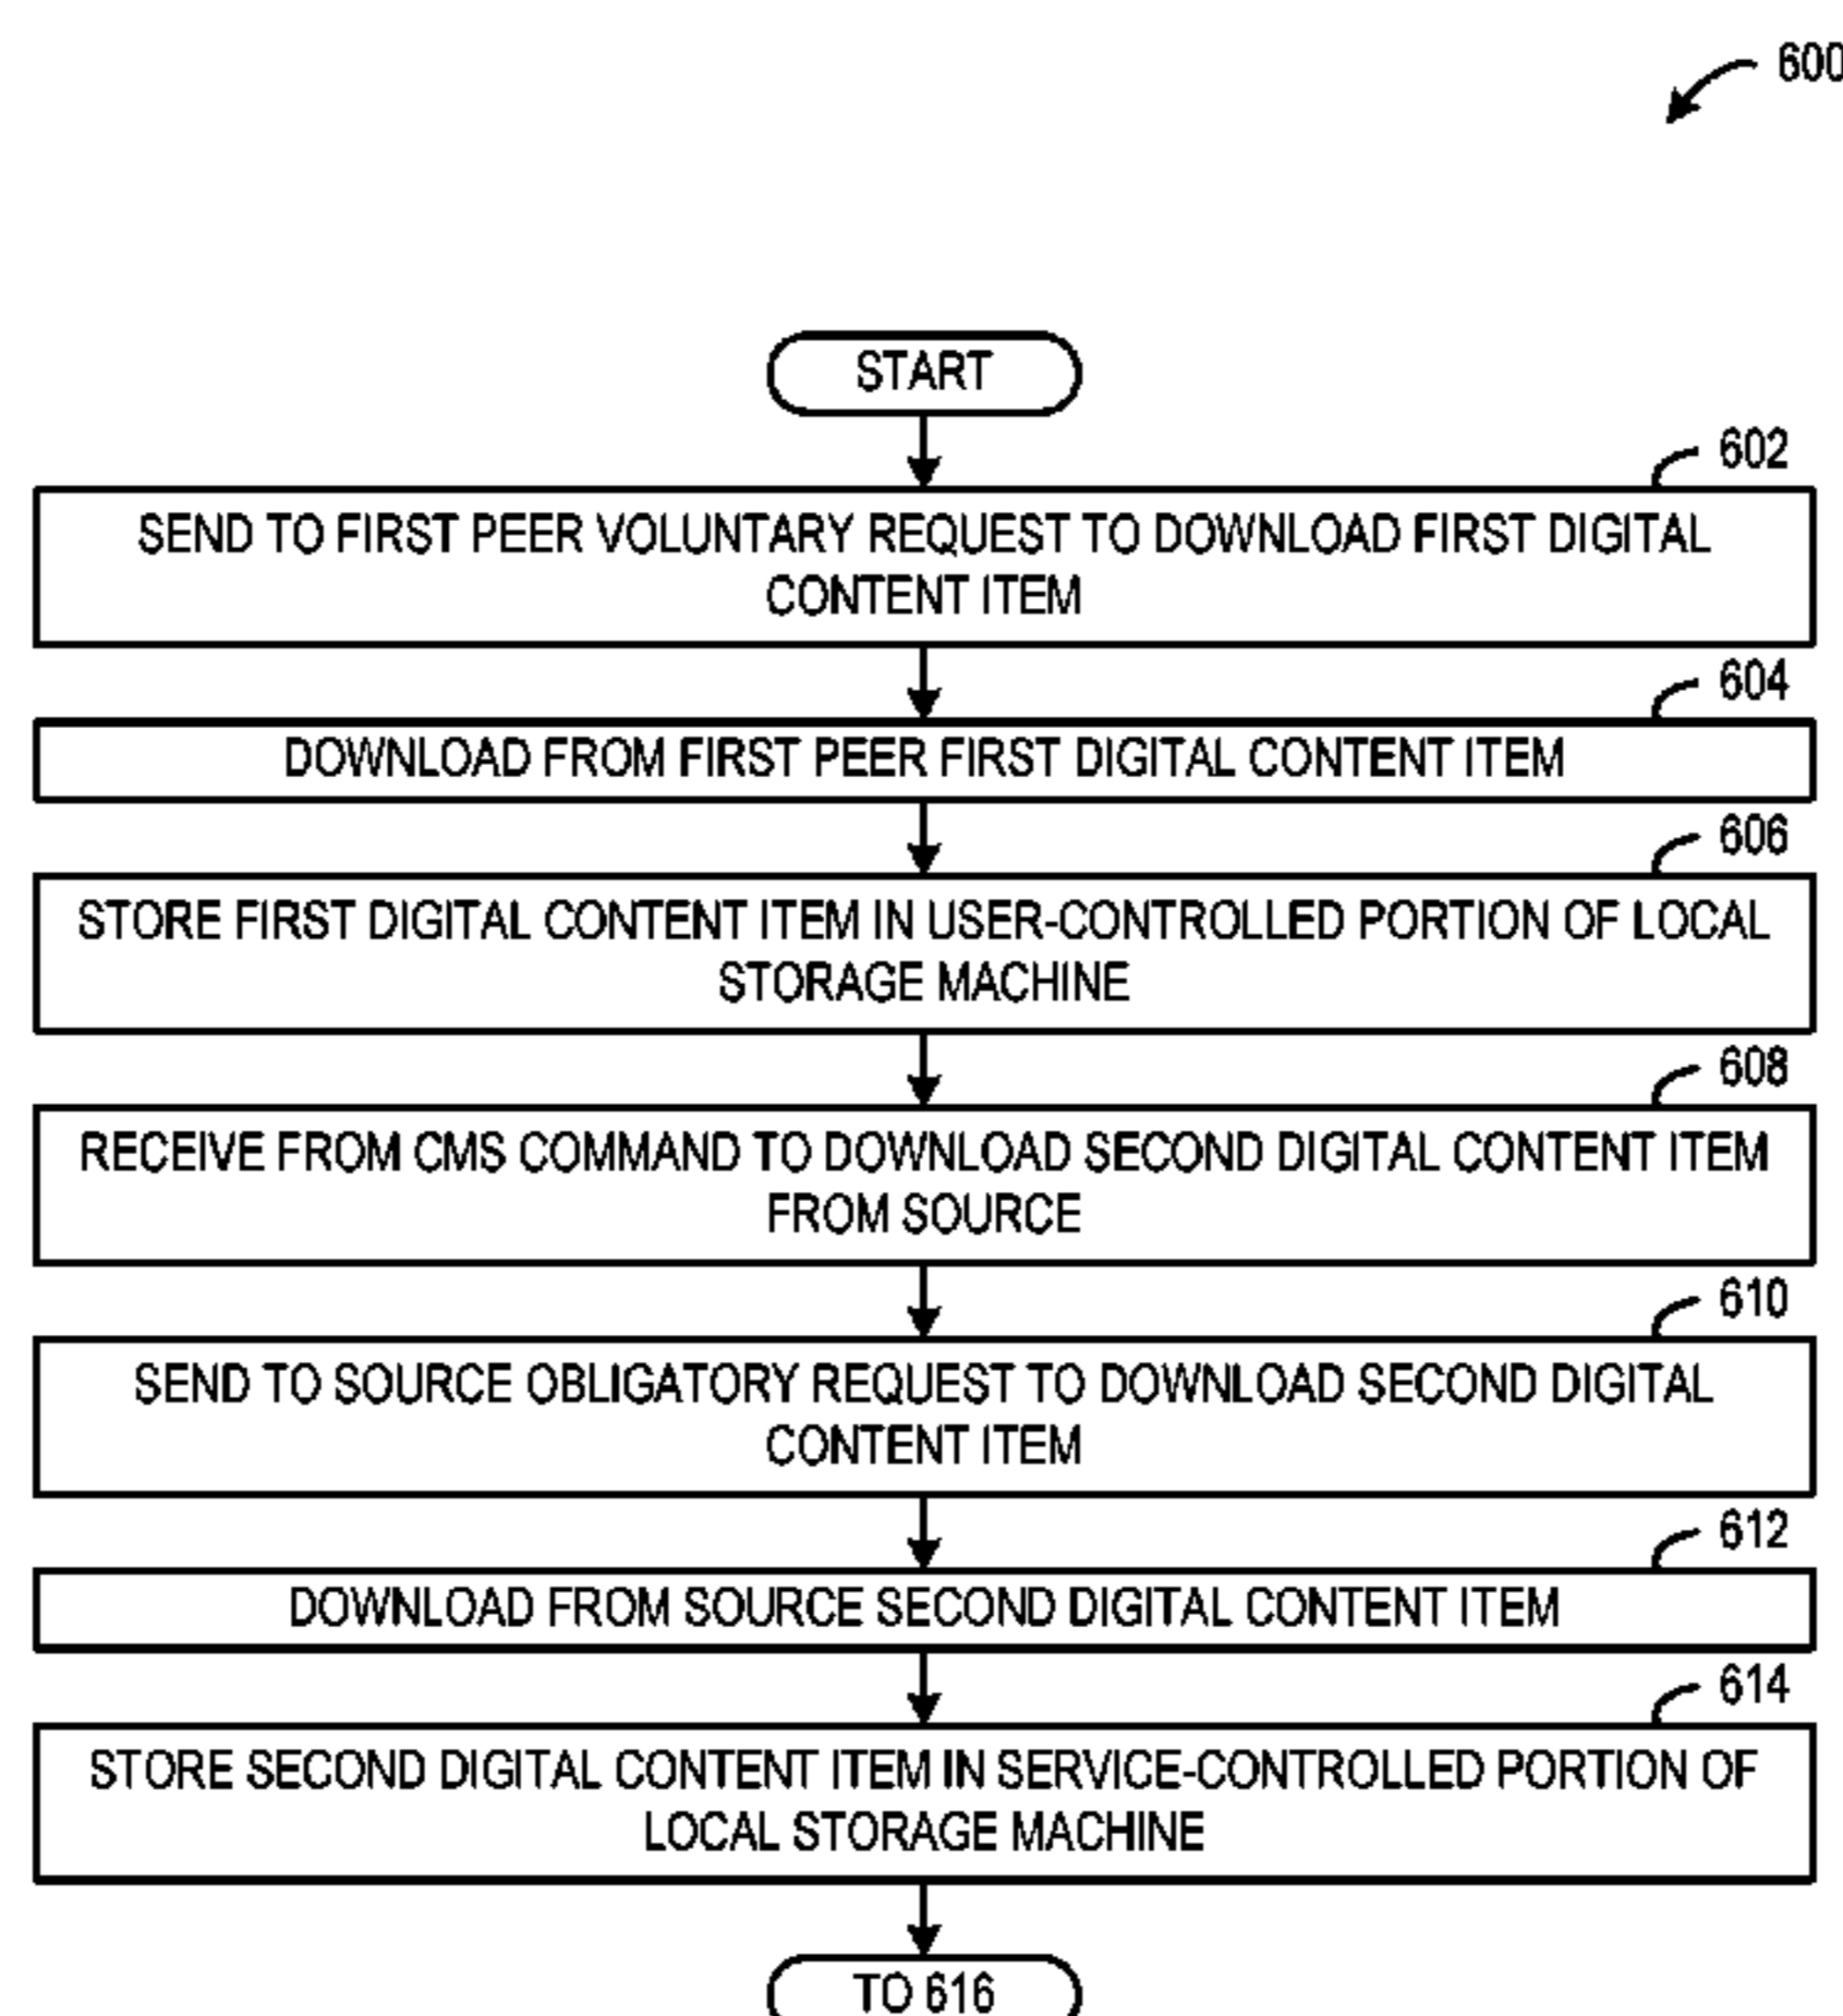 600
START
602
SEND TO FIRST PEER VOLUNTARY REQUEST TO DOWNLOAD FIRST DIGITAL
CONTENT ITEM
604
DOWNLOAD FROM FIRST PEER FIRST DIGITAL CONTENT ITEM
606
STORE FIRST DIGITAL CONTENT ITEM IN USER-CONTROLLED PORTION OF LOCAL
STORAGE MACHINE
608
RECEIVE FROM CMS COMMAND TO DOWNLOAD SECOND DIGITAL CONTENT ITEM
FROM SOURCE
610
SEND TO SOURCE OBLIGATORY REQUEST TO DOWNLOAD SECOND DIGITAL
CONTENT ITEM
612
DOWNLOAD FROM SOURCE SECOND DIGITAL CONTENT ITEM
614
STORE SECOND DIGITAL CONTENT ITEM IN SERVICE-CONTROLLED PORTION OF
LOCAL STORAGE MACHINE
TO 616